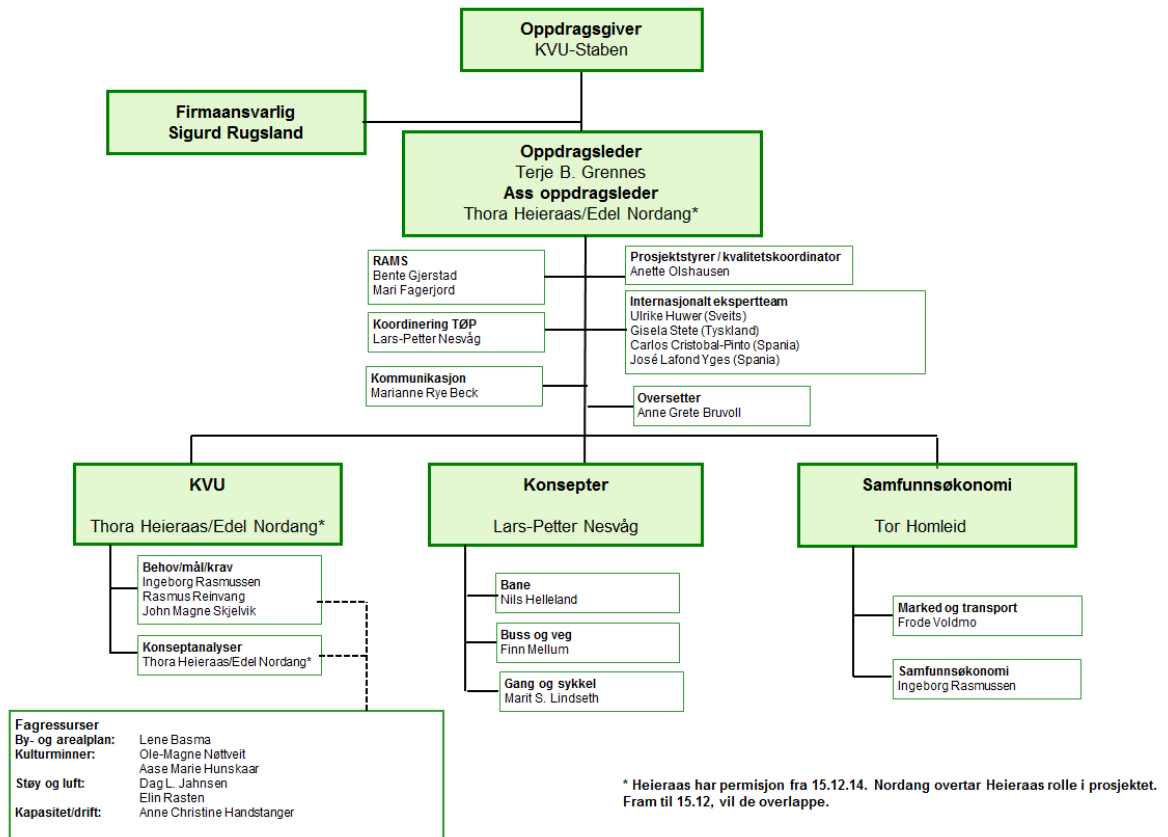 Oppdragsgiver
KVU-Staben
Firmaansvarlig
Sigurd Rugsland
Oppdragsleder
Terje B. Grennes
Ass oppdragsleder
Thora Heieraas/Edel Nordang*
RAMS
Bente Gjerstad
Mari Fagerjord
Prosjektstyrer / kvalitetskoordinator
Anette Olshausen
Koordinering TØP
Lars-Petter Nesvåg
Internasjonalt ekspertteam
Ulrike Huwer (Sveits)
Gisela Stete (Tyskland)
Carlos Cristobal-Pinto (Spania)
José Lafond Yges (Spania)
Kommunikasjon
Marianne Rye Beck
Oversetter
Anne Grete Bruvoll
KVU
Thora Heieraas/Edel Nordang*
Behov/mål/krav
Ingeborg Rasmussen
Rasmus Reinvang
John Magne Skjelvik
Konseptanalyser
Thora Heieraas/Edel Nordang*
Fagressurser
By- og arealplan: Lene Basma
Kulturminner: Ole-Magne Nøttveit
Aase Marie Hunskaar
Støy og luft: Dag L. Jahnsen
Elin Rasten
Kapasitet/drift: Anne Christine Handstanger
Konsepter
Lars-Petter Nesvåg
Bane
Nils Helleland
Buss og veg
Finn Mellum
Gang og sykkel
Marit S. Lindseth
Samfunnsøkonomi
Tor Homleid
Marked og transport
Frode Voldmo
Samfunnsøkonomi
Ingeborg Rasmussen
* Heieraas har permisjon fra 15.12.14. Nordang overtar Heieraas rolle i prosjektet.
Fram til 15.12, vil de overlappe.